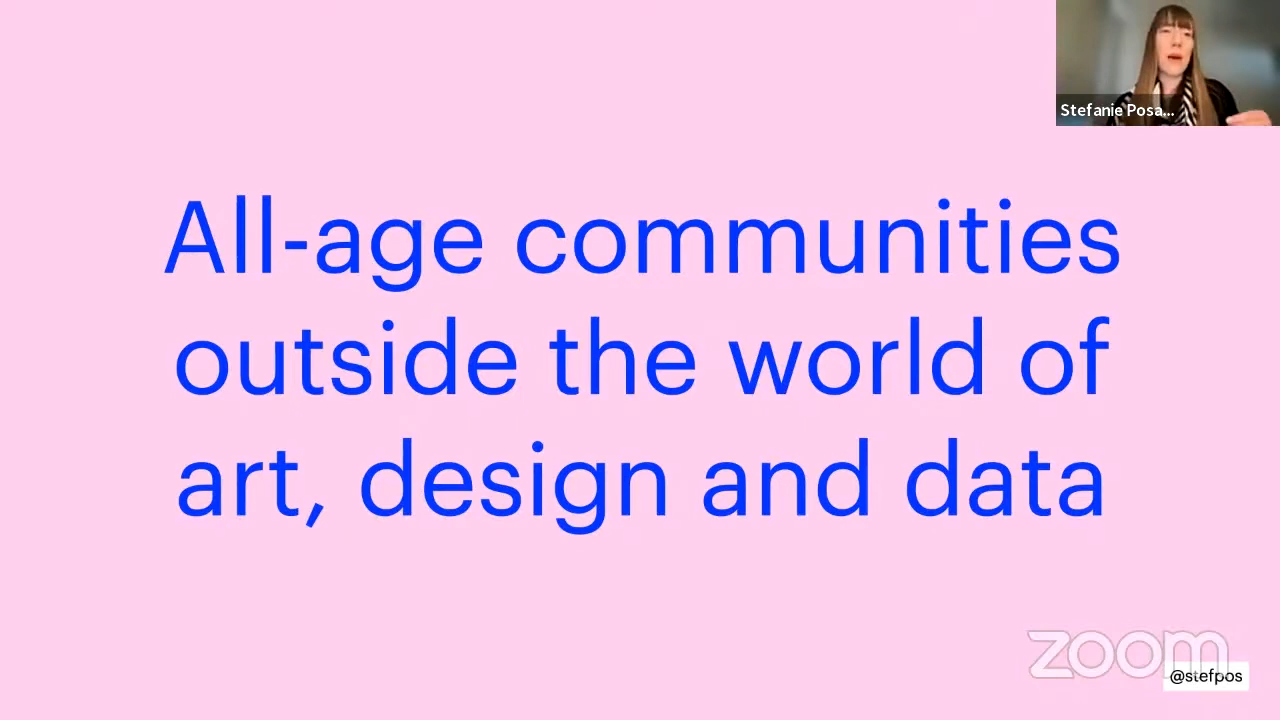 Stefanie Posa...
All-age communities
outside the world of
art, design and data
zoom
@stefpos